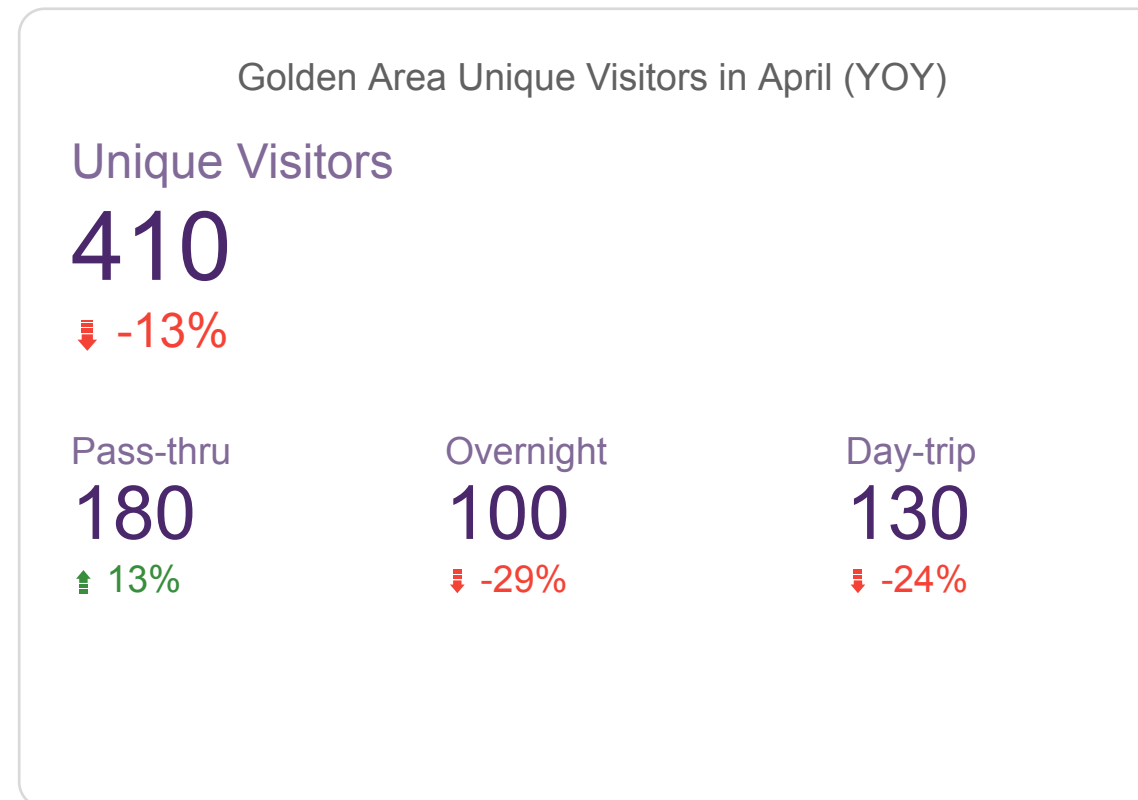 Golden Area Unique Visitors in April (YOY)
Unique Visitors
410
-13%
Pass-thru Overnight Day-trip
180 100 130
13% -29% -24%